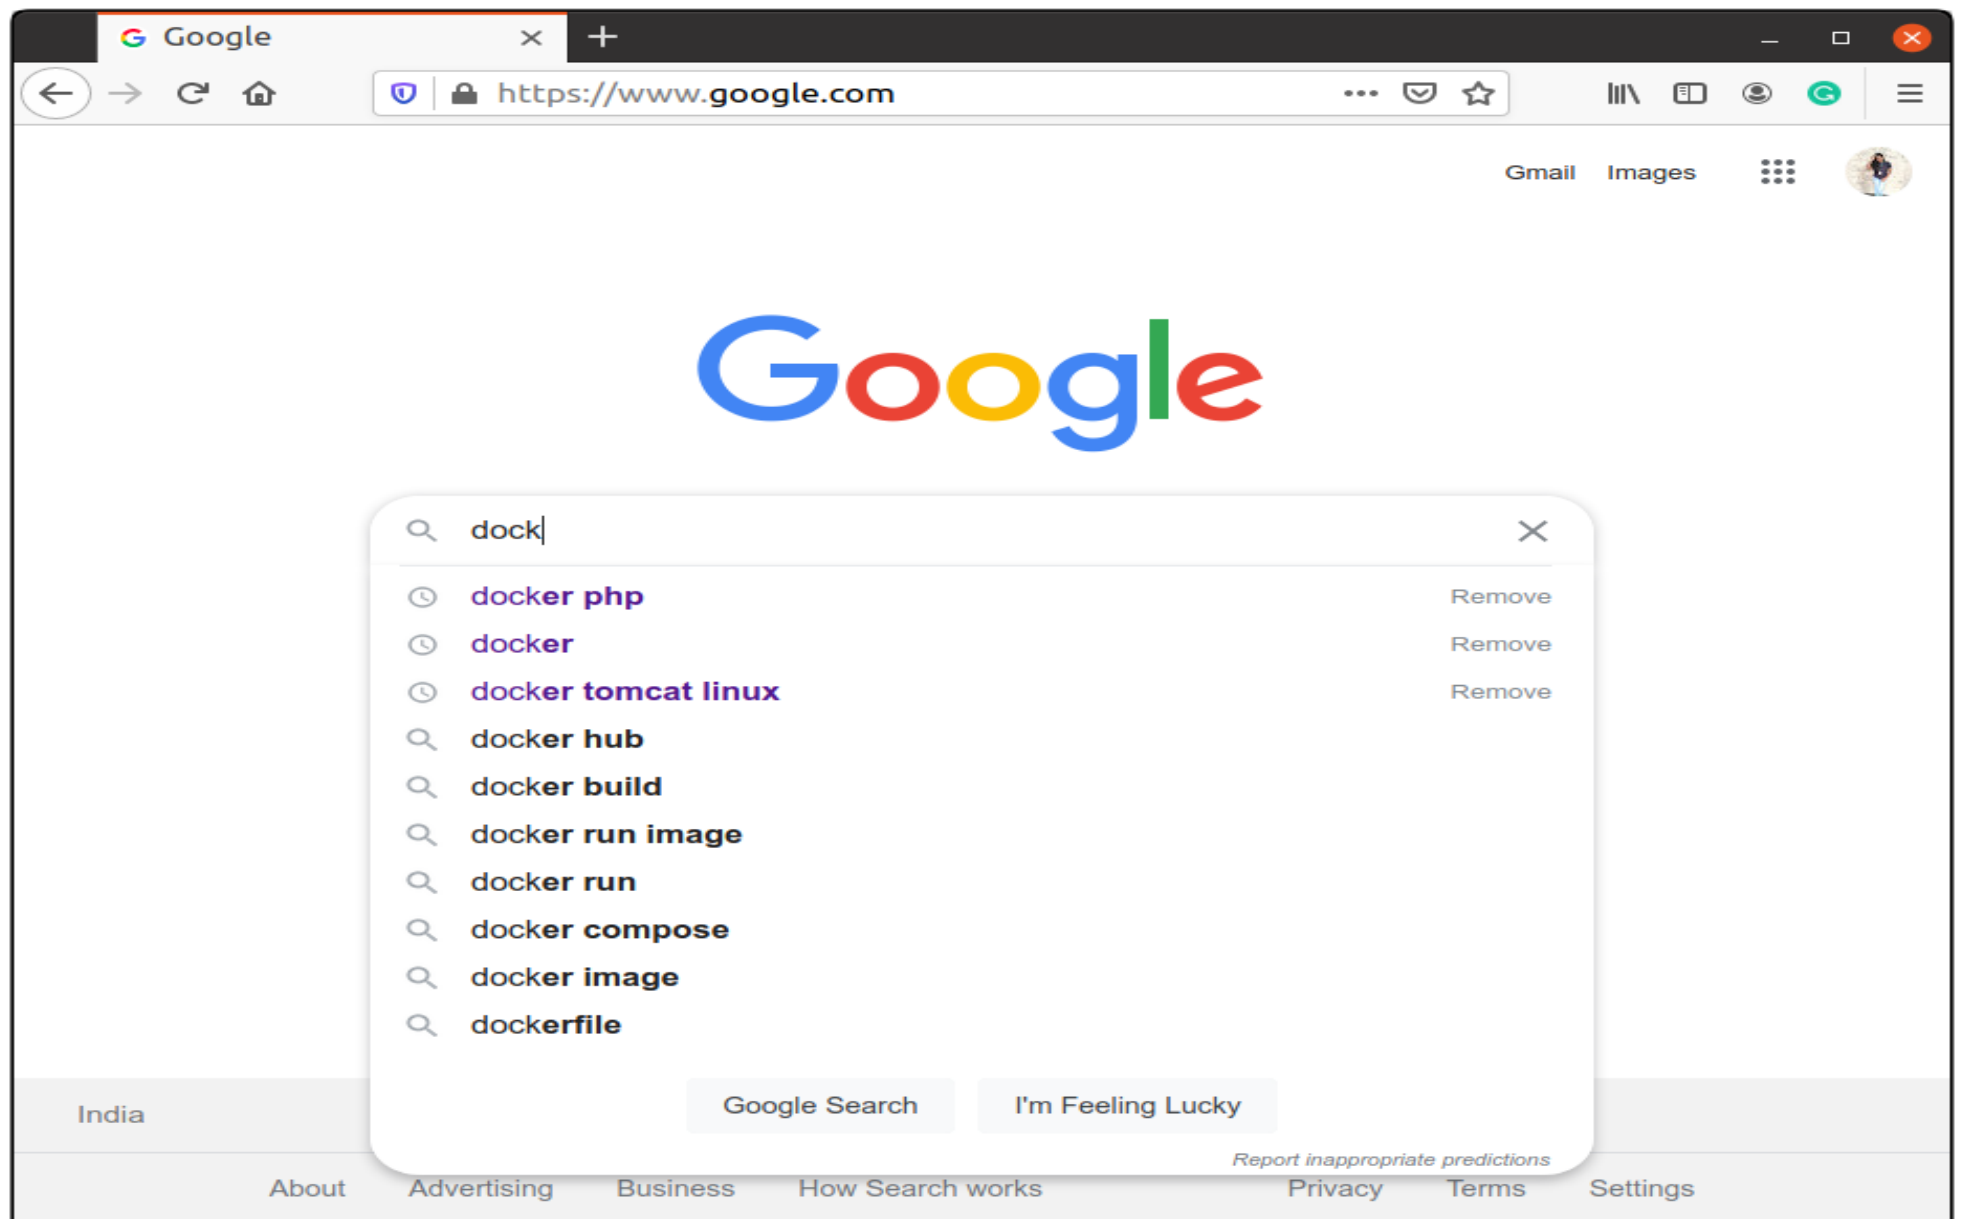 Google
https://www.google.com
Gmail Images
Google
dock
docker php Remove
docker Remove
docker tomcat linux Remove
docker hub
docker build
docker run image
docker run
docker compose
docker image
dockerfile
Google Search I'm Feeling Lucky
Report inappropriate predictions
India
About Advertising Business How Search works Privacy Terms Settings